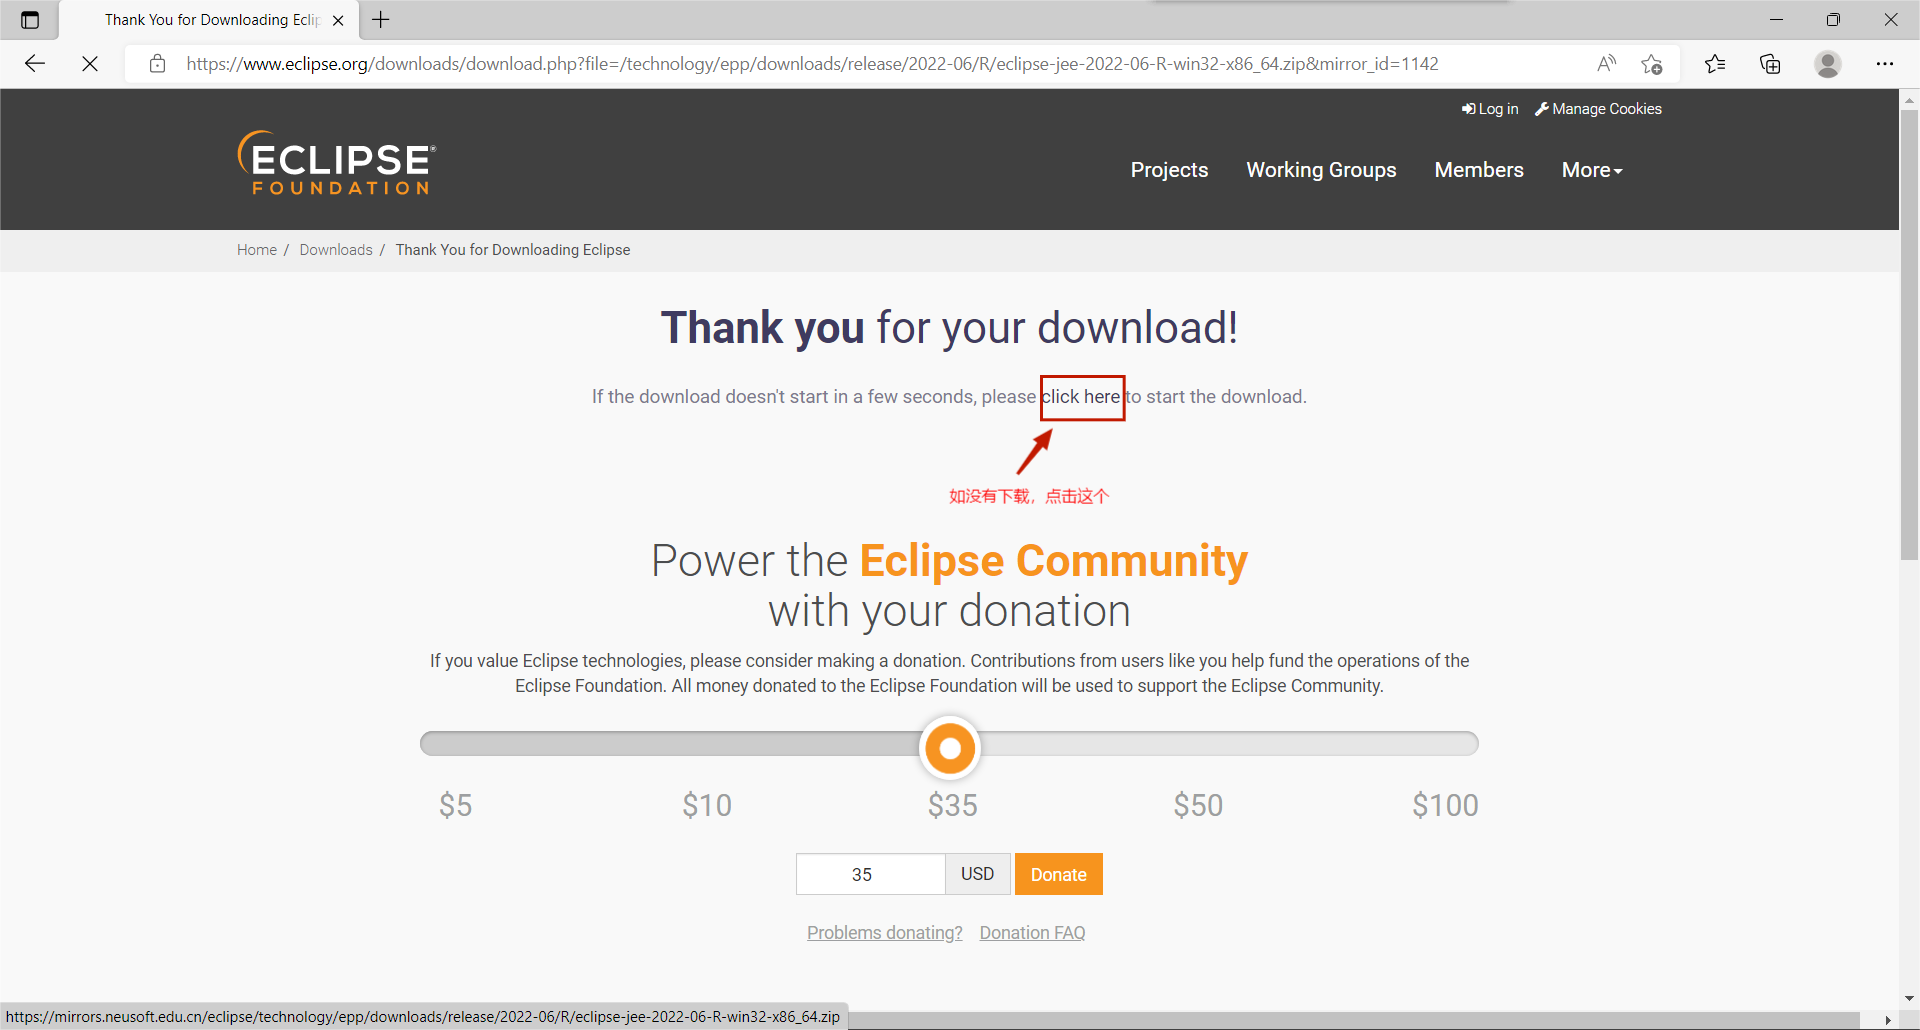 Thank You for Downloading Eclip
https://www.eclipse.org/downloads/download.php?file=/technology/epp/downloads/release/2022-06/R/eclipse-jee-2022-06-R-win32-x86_64.zip&mirror_id=1142
Log in Manage Cookies
ECLIPSE®
FOUNDATION
Projects Working Groups Members More
Home / Downloads / Thank You for Downloading Eclipse
Thank you for your download!
If the download doesn't start in a few seconds, please click here to start the download.
如没有下载，点击这个
Power the Eclipse Community
with your donation
If you value Eclipse technologies, please consider making a donation. Contributions from users like you help fund the operations of the
Eclipse Foundation. All money donated to the Eclipse Foundation will be used to support the Eclipse Community.
$5 $10 $35 $50 $100
35 USD Donate
Problems donating? Donation FAQ
https://mirrors.neusoft.edu.cn/eclipse/technology/epp/downloads/release/2022-06/R/eclipse-jee-2022-06-R-win32-x86_64.zip